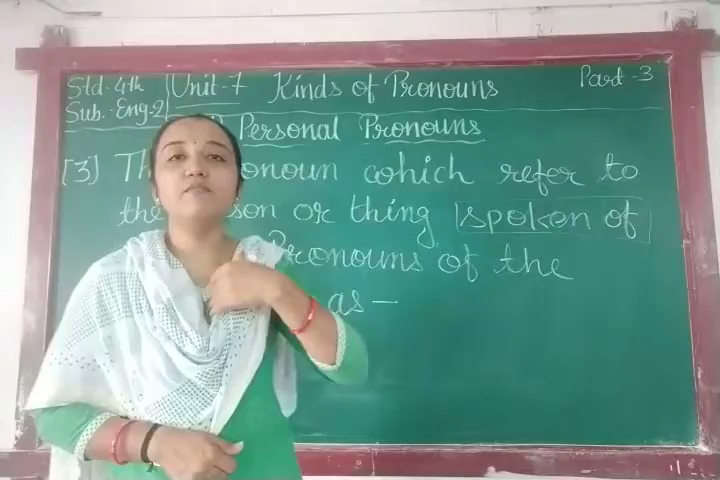 Std-4th Unit-7 Kinds of Pronouns Part-3
Sub.-Eng-2
Personal Pronouns
[3] Th onoun which refer to
the son or thing spoken of
Pronouns of the
as -